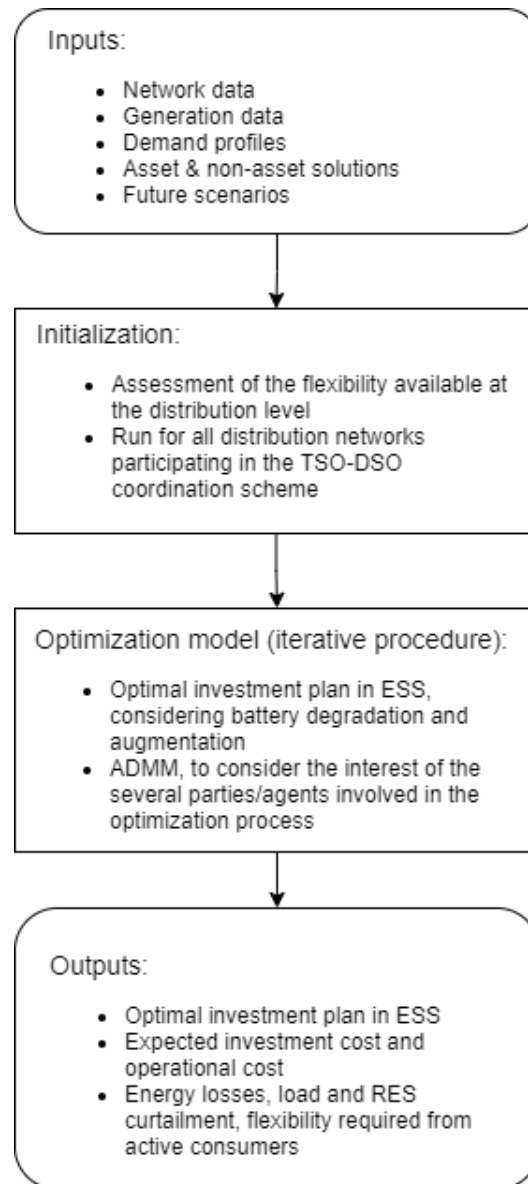 Inputs:
• Network data
• Generation data
• Demand profiles
• Asset & non-asset solutions
• Future scenarios
Initialization:
• Assessment of the flexibility available at
the distribution level
• Run for all distribution networks
participating in the TSO-DSO
coordination scheme
Optimization model (iterative procedure):
• Optimal investment plan in ESS,
considering battery degradation and
augmentation
• ADMM, to consider the interest of the
several parties/agents involved in the
optimization process
Outputs:
• Optimal investment plan in ESS
• Expected investment cost and
operational cost
• Energy losses, load and RES
curtailment, flexibility required from
active consumers